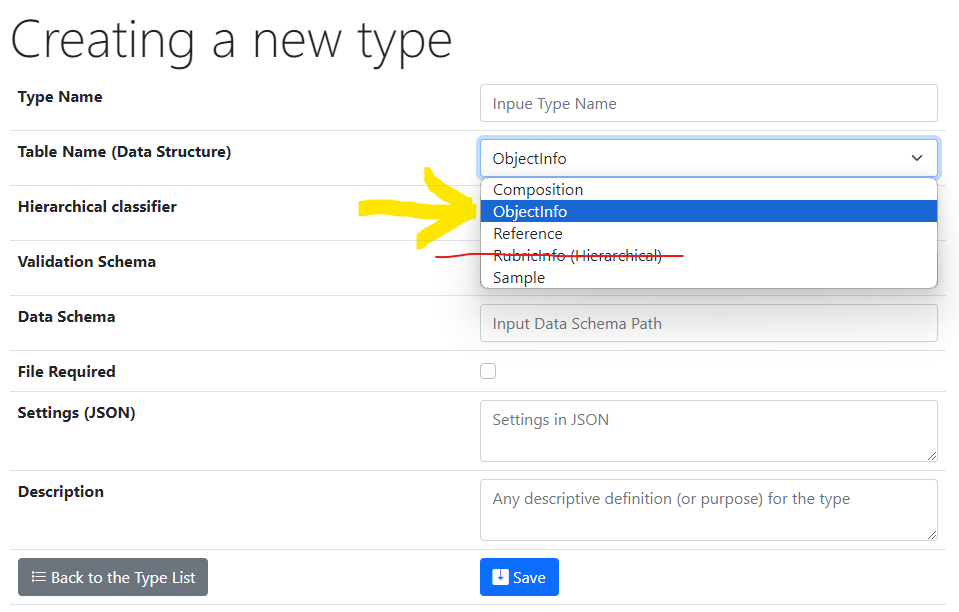 Creating a new type
Type Name
Inpue Type Name
Table Name (Data Structure)
ObjectInfo
Composition
Hierarchical classifier
ObjectInfo
Reference
Validation Schema
RubricInfo (Hierarchical)
Sample
Data Schema
Input Data Schema Path
File Required
Settings (JSON)
Settings in JSON
Description
Any descriptive definition (or purpose) for the type
Back to the Type List
Save